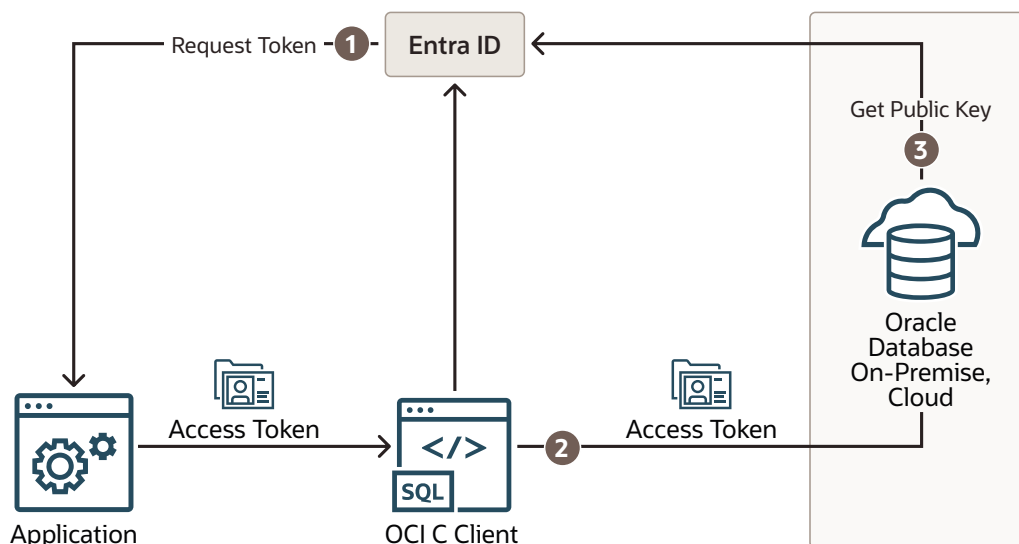 Request Token
1
Entra ID
Get Public Key
3
Oracle
Database
On-Premise,
Cloud
Access Token
Access Token
</>
2
SQL
Application
OCI C Client